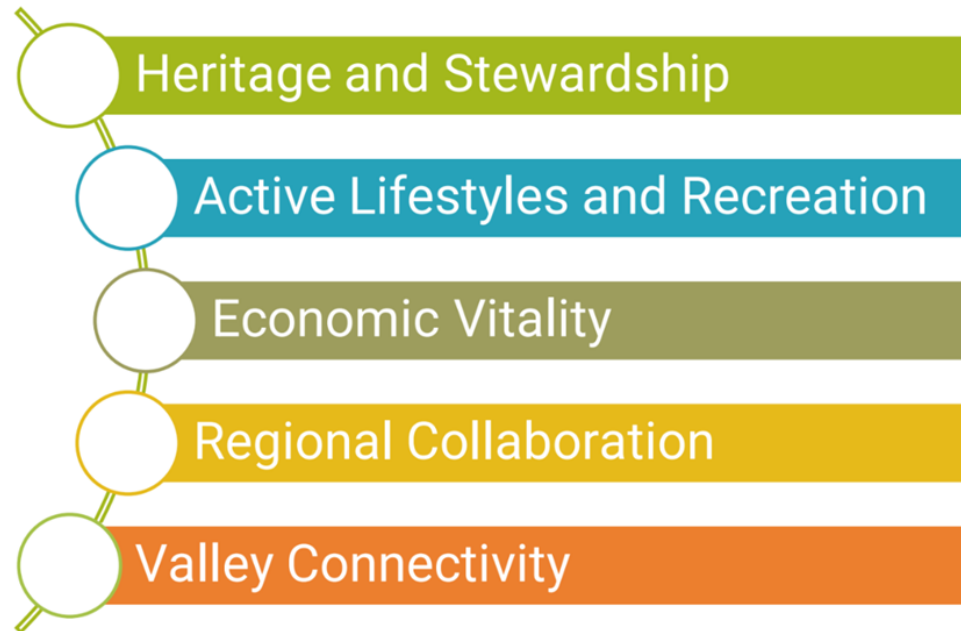 Heritage and Stewardship
Active Lifestyles and Recreation
Economic Vitality
Regional Collaboration
Valley Connectivity